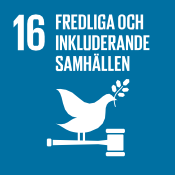 16 FREDLIGA OCH
INKLUDERANDE
SAMHÄLLEN